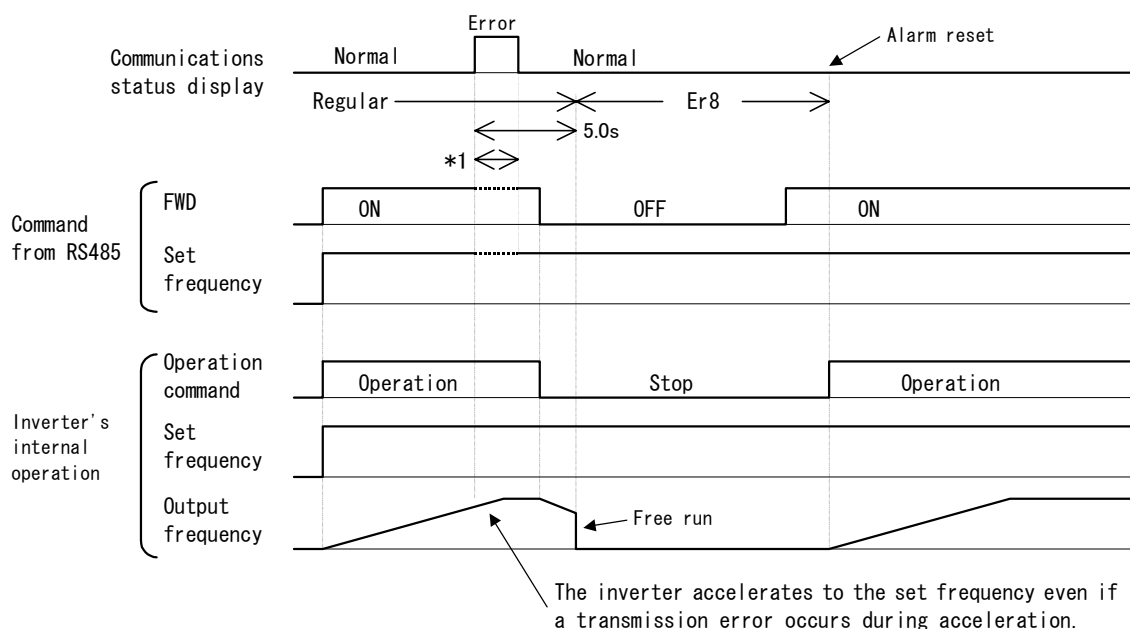 Error
Alarm reset
Communications
status display
Normal
Normal
Regular
Er8
5.0s
*1
Command
from RS485
FWD
ON
OFF
ON
Set
frequency
Inverter's
internal
operation
Operation
command
Operation
Stop
Operation
Set
frequency
Output
frequency
Free run
The inverter accelerates to the set frequency even if
a transmission error occurs during acceleration.